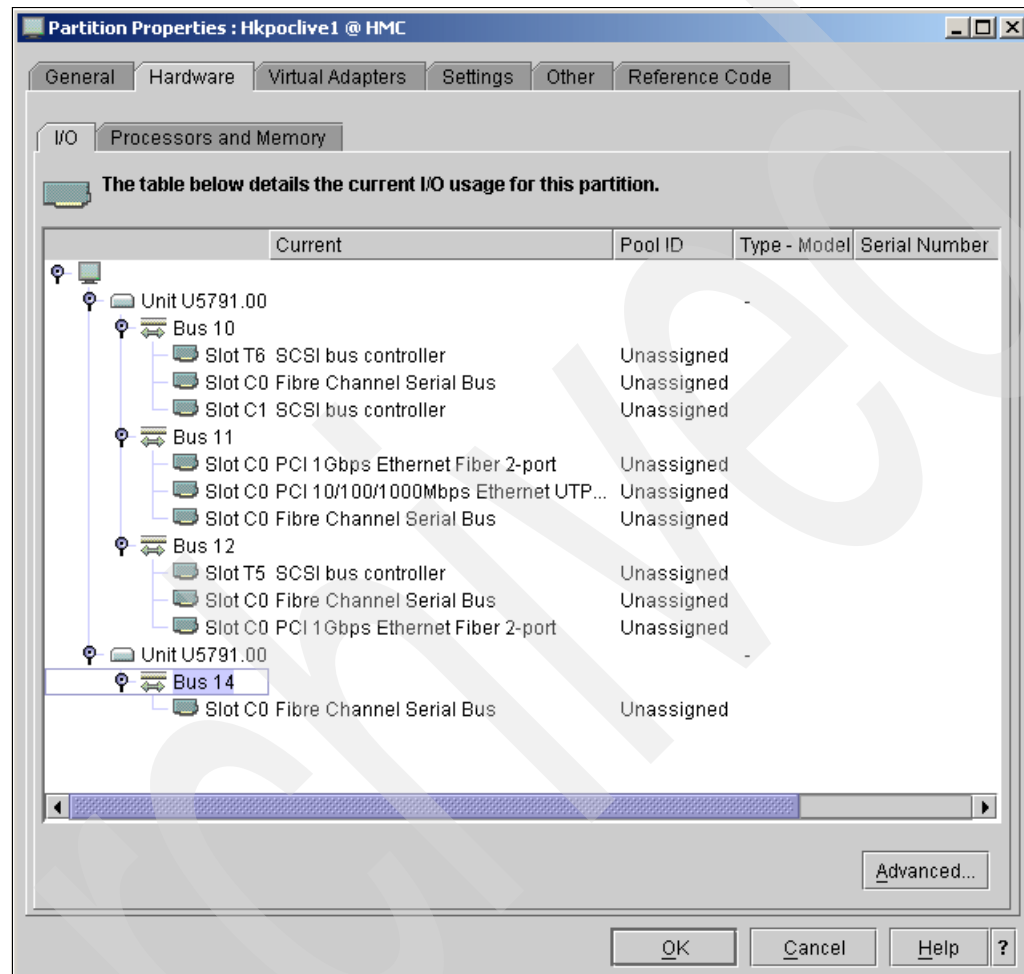 Partition Properties : Hkpoclive1 @ HMC
General Hardware Virtual Adapters Settings Other Reference Code
I/O Processors and Memory
The table below details the current I/O usage for this partition.
Current Pool ID Type - Model Serial Number
Unit U5791.00 -
Bus 10
Slot T6 SCSI bus controller Unassigned
Slot C0 Fibre Channel Serial Bus Unassigned
Slot C1 SCSI bus controller Unassigned
Bus 11
Slot C0 PCI 1Gbps Ethernet Fiber 2-port Unassigned
Slot C0 PCI 10/100/1000Mbps Ethernet UTP... Unassigned
Slot C0 Fibre Channel Serial Bus Unassigned
Bus 12
Slot T5 SCSI bus controller Unassigned
Slot C0 Fibre Channel Serial Bus Unassigned
Slot C0 PCI 1Gbps Ethernet Fiber 2-port Unassigned
Unit U5791.00 -
Bus 14
Slot C0 Fibre Channel Serial Bus Unassigned
Advanced...
OK Cancel Help ?